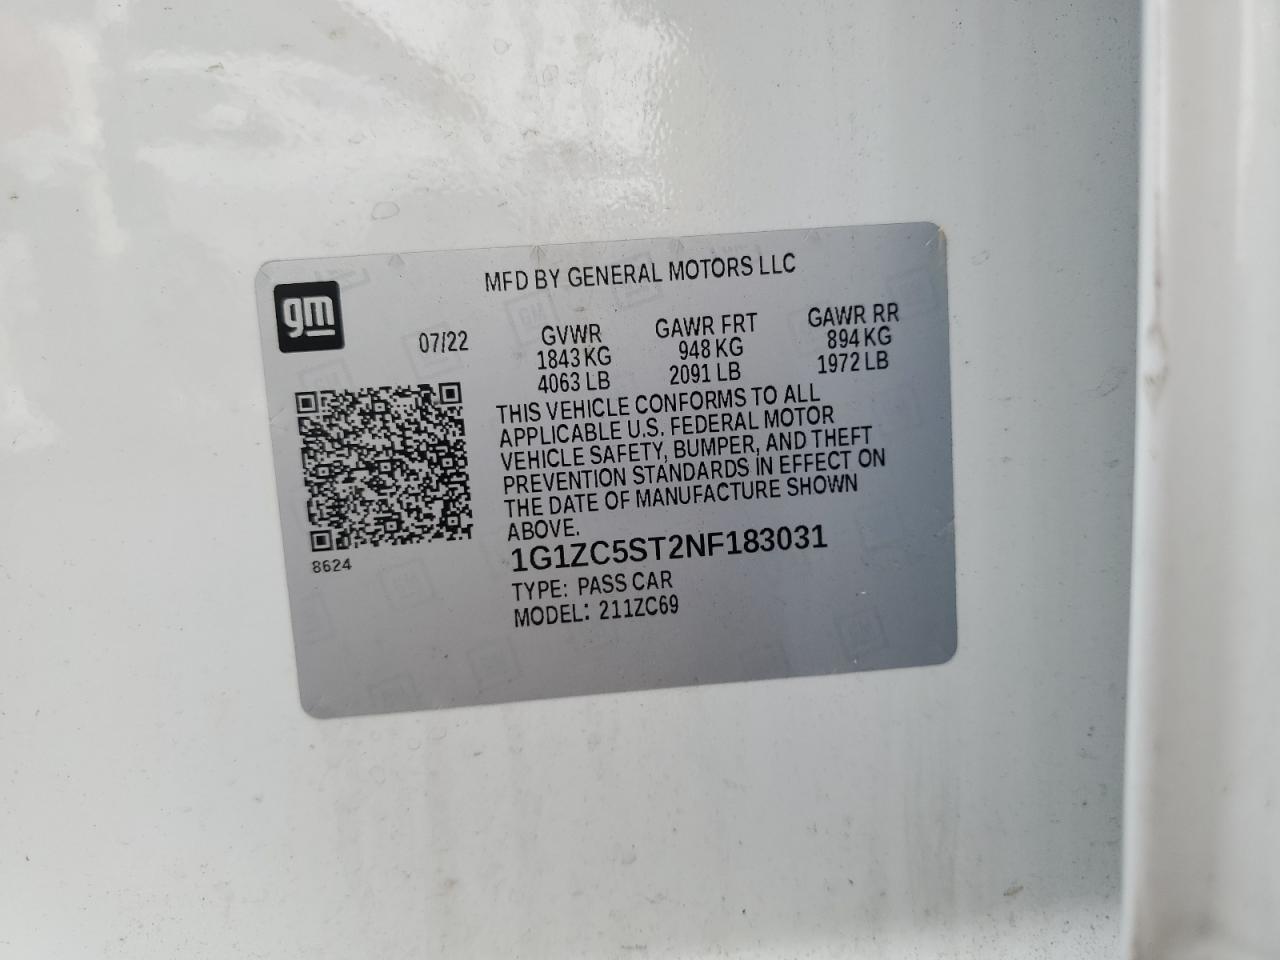 gm
MFD BY GENERAL MOTORS LLC
07/22
GVWR
1843 KG
4063 LB
GAWR FRT
948 KG
2091 LB
GAWR RR
894 KG
1972 LB
THIS VEHICLE CONFORMS TO ALL
APPLICABLE U.S. FEDERAL MOTOR
VEHICLE SAFETY, BUMPER, AND THEFT
PREVENTION STANDARDS IN EFFECT ON
THE DATE OF MANUFACTURE SHOWN
ABOVE.
8624
1G1ZC5ST2NF183031
TYPE: PASS CAR
MODEL: 211ZC69